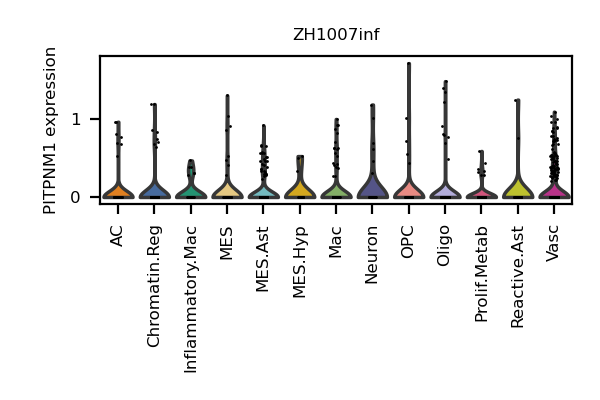 ZH1007inf
PITPNM1 expression
1
0
AC
Chromatin.Reg
Inflammatory.Mac
MES
MES.Ast
MES.Hyp
Mac
Neuron
OPC
Oligo
Prolif.Metab
Reactive.Ast
Vasc